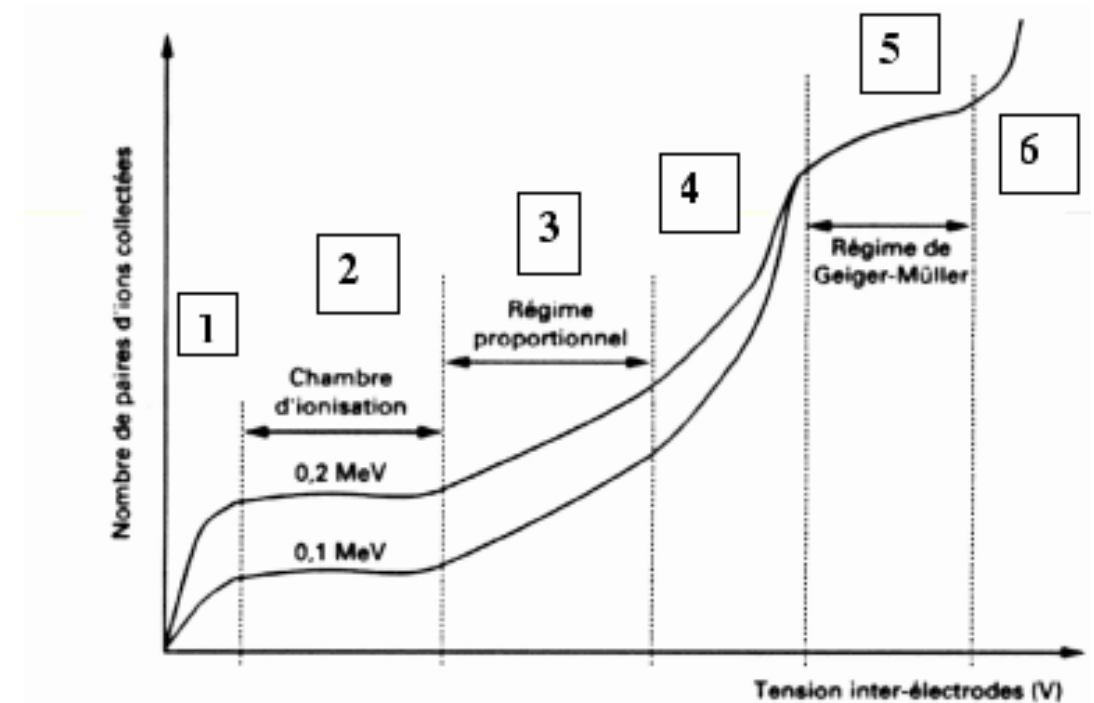 5
6
4
3
2
1
Régime de
Geiger-Müller
Régime
proportionnel
Chambre
d'ionisation
0,2 MeV
0,1 MeV
Nombre de paires d'ions collectées
Tension inter-électrodes (V)